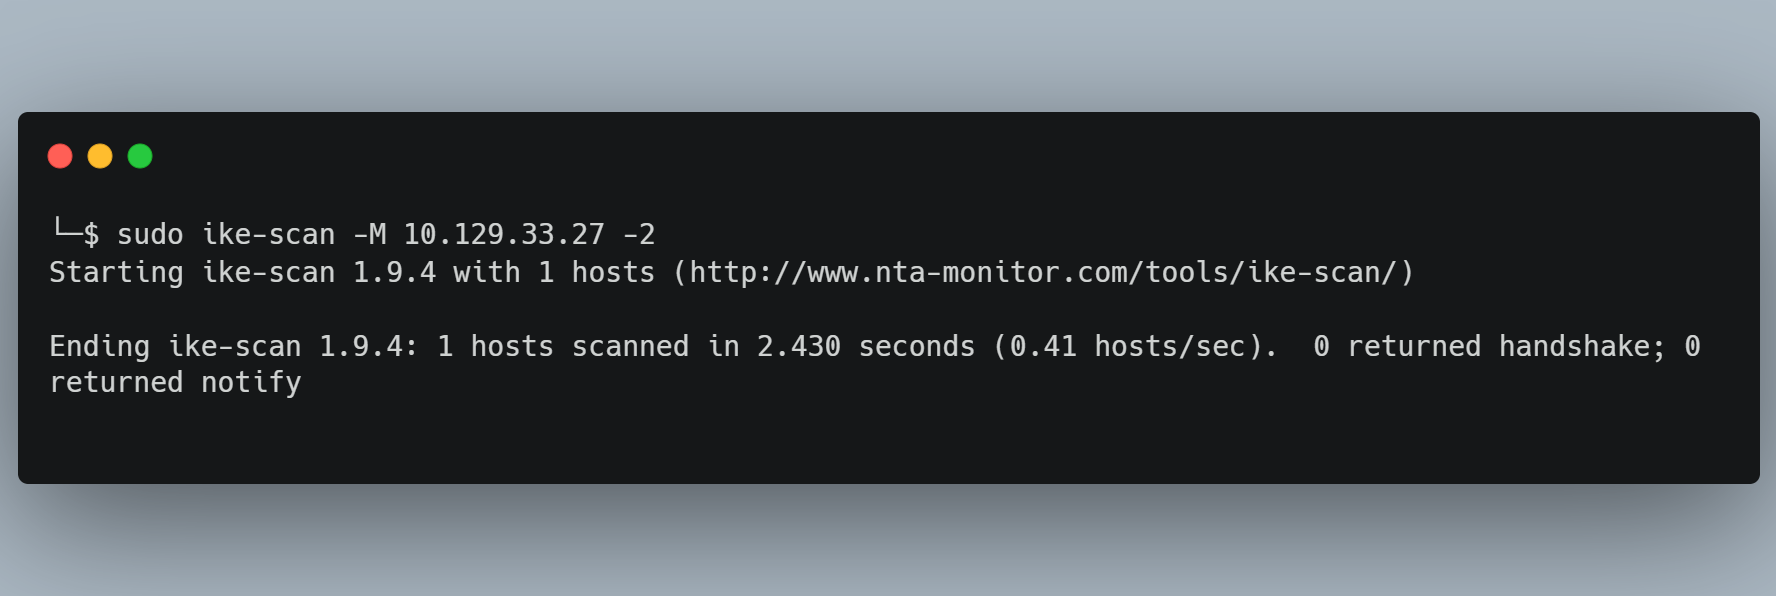 └─$ sudo ike-scan -M 10.129.33.27 -2
Starting ike-scan 1.9.4 with 1 hosts (http://www.nta-monitor.com/tools/ike-scan/)
Ending ike-scan 1.9.4: 1 hosts scanned in 2.430 seconds (0.41 hosts/sec).  0 returned handshake; 0
returned notify